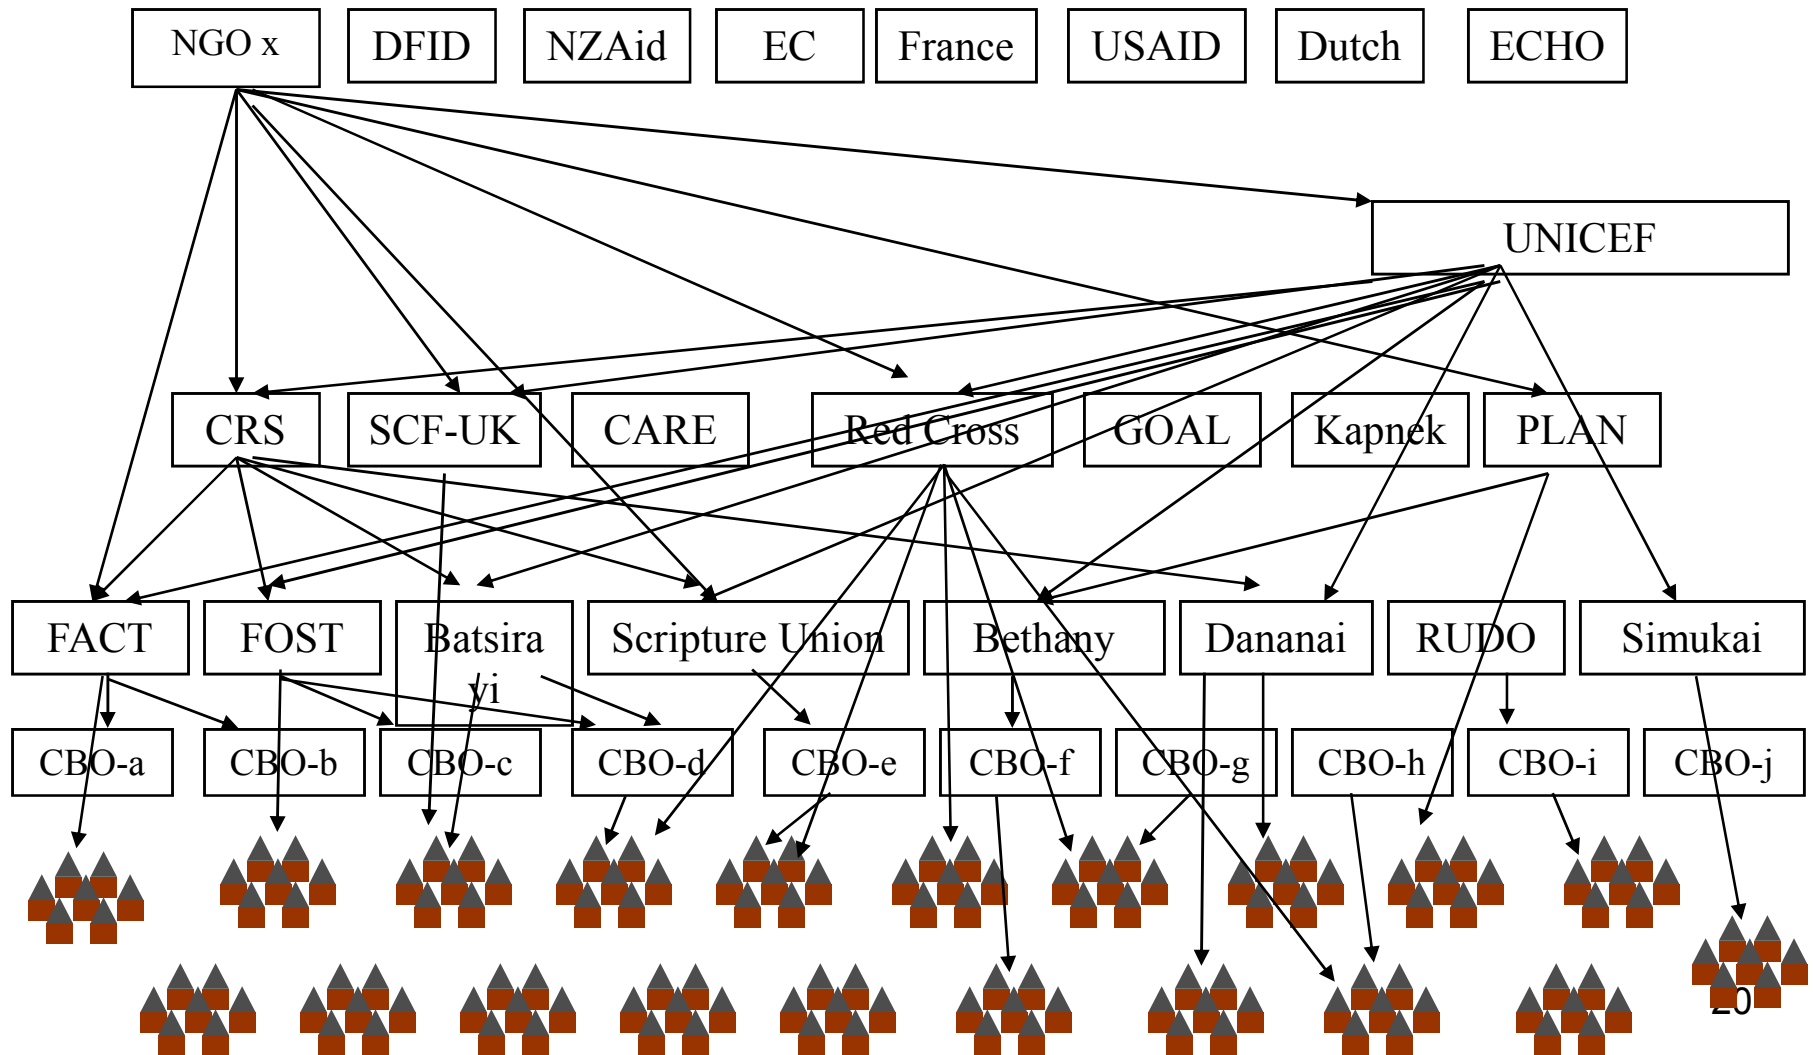 NGO x
DFID
NZAid
EC
France
USAID
Dutch
ECHO
UNICEF
CRS
SCF-UK
CARE
Red Cross
GOAL
Kapnek
PLAN
FACT
FOST
Batsira
yi
Scripture Union
Bethany
Dananai
RUDO
Simukai
CBO-a
CBO-b
CBO-c
CBO-d
CBO-e
CBO-f
CBO-g
CBO-h
CBO-i
CBO-j
20